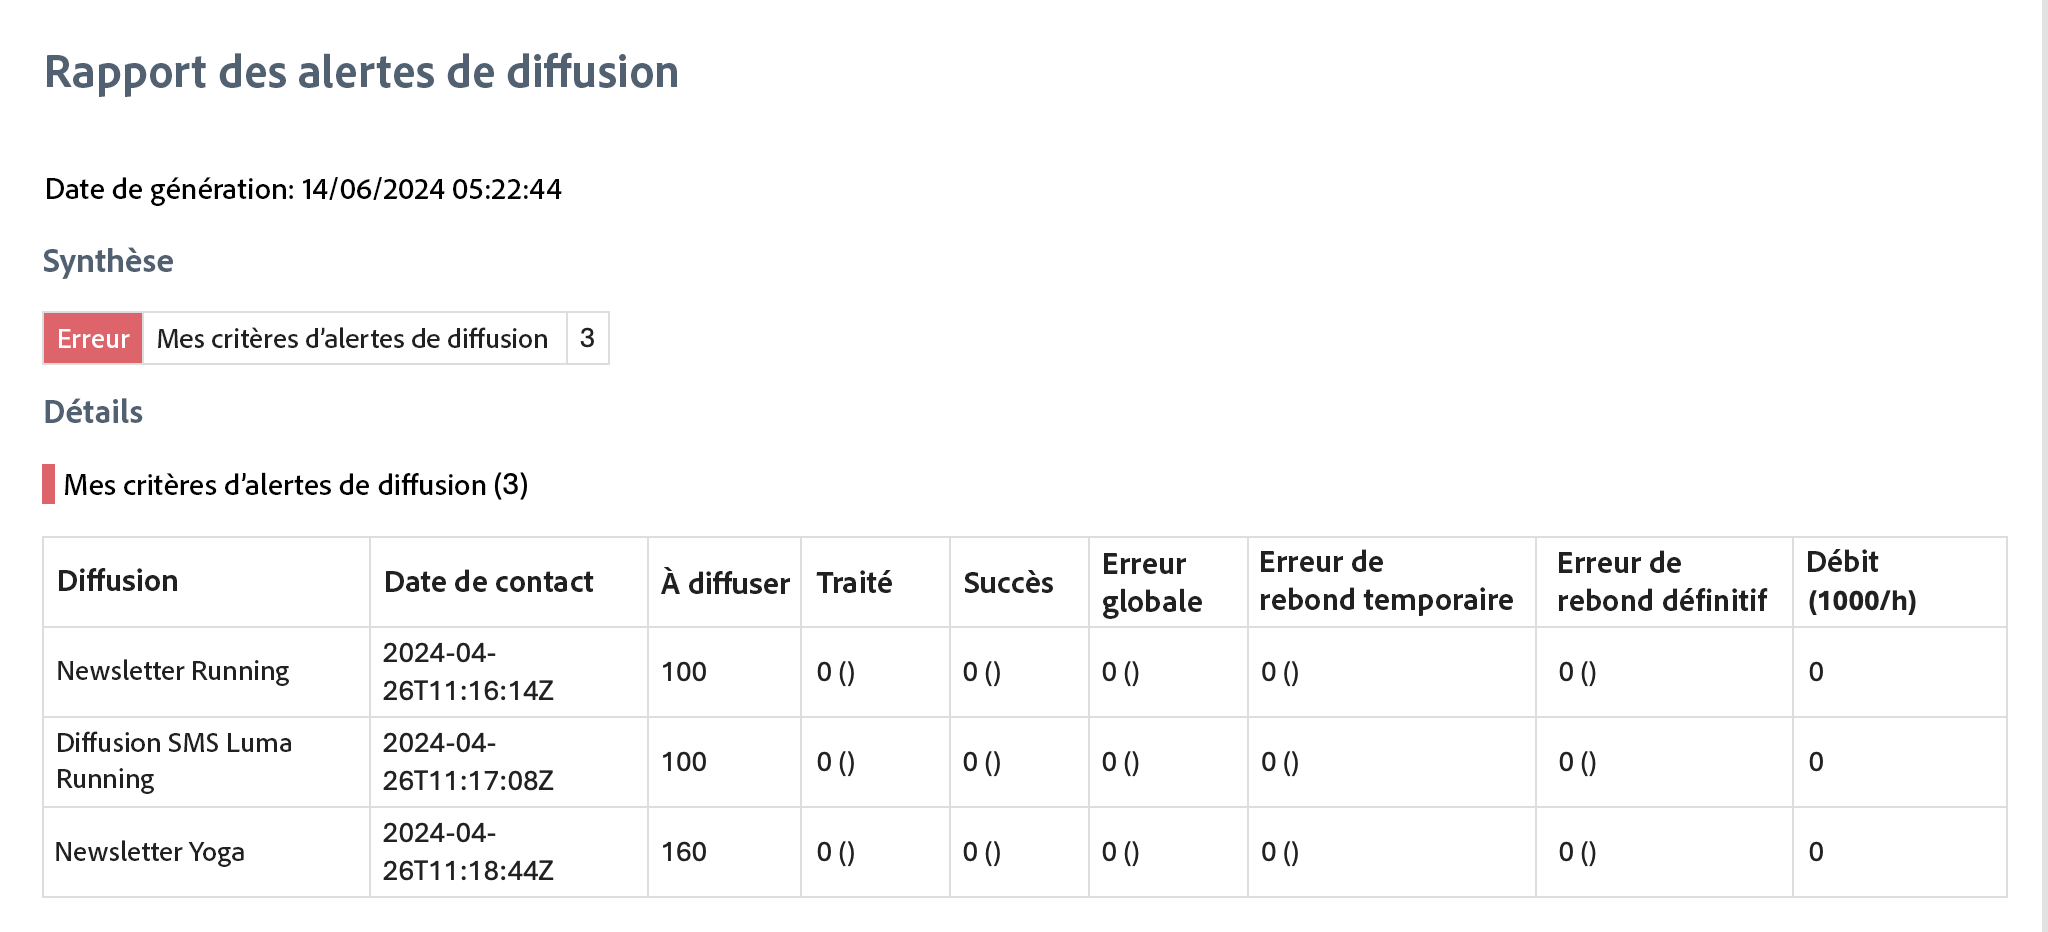 Rapport des alertes de diffusion
Date de génération: 14/06/2024 05:22:44
Synthèse
Erreur Mes critères d’alertes de diffusion 3
Détails
Mes critères d’alertes de diffusion (3)
Diffusion Date de contact À diffuser Traité Succès Erreur globale Erreur de rebond temporaire Erreur de rebond définitif Débit (1000/h)
Newsletter Running 2024-04-26T11:16:14Z 100 0 () 0 () 0 () 0 () 0 () 0
Diffusion SMS Luma Running 2024-04-26T11:17:08Z 100 0 () 0 () 0 () 0 () 0 () 0
Newsletter Yoga 2024-04-26T11:18:44Z 160 0 () 0 () 0 () 0 () 0 () 0